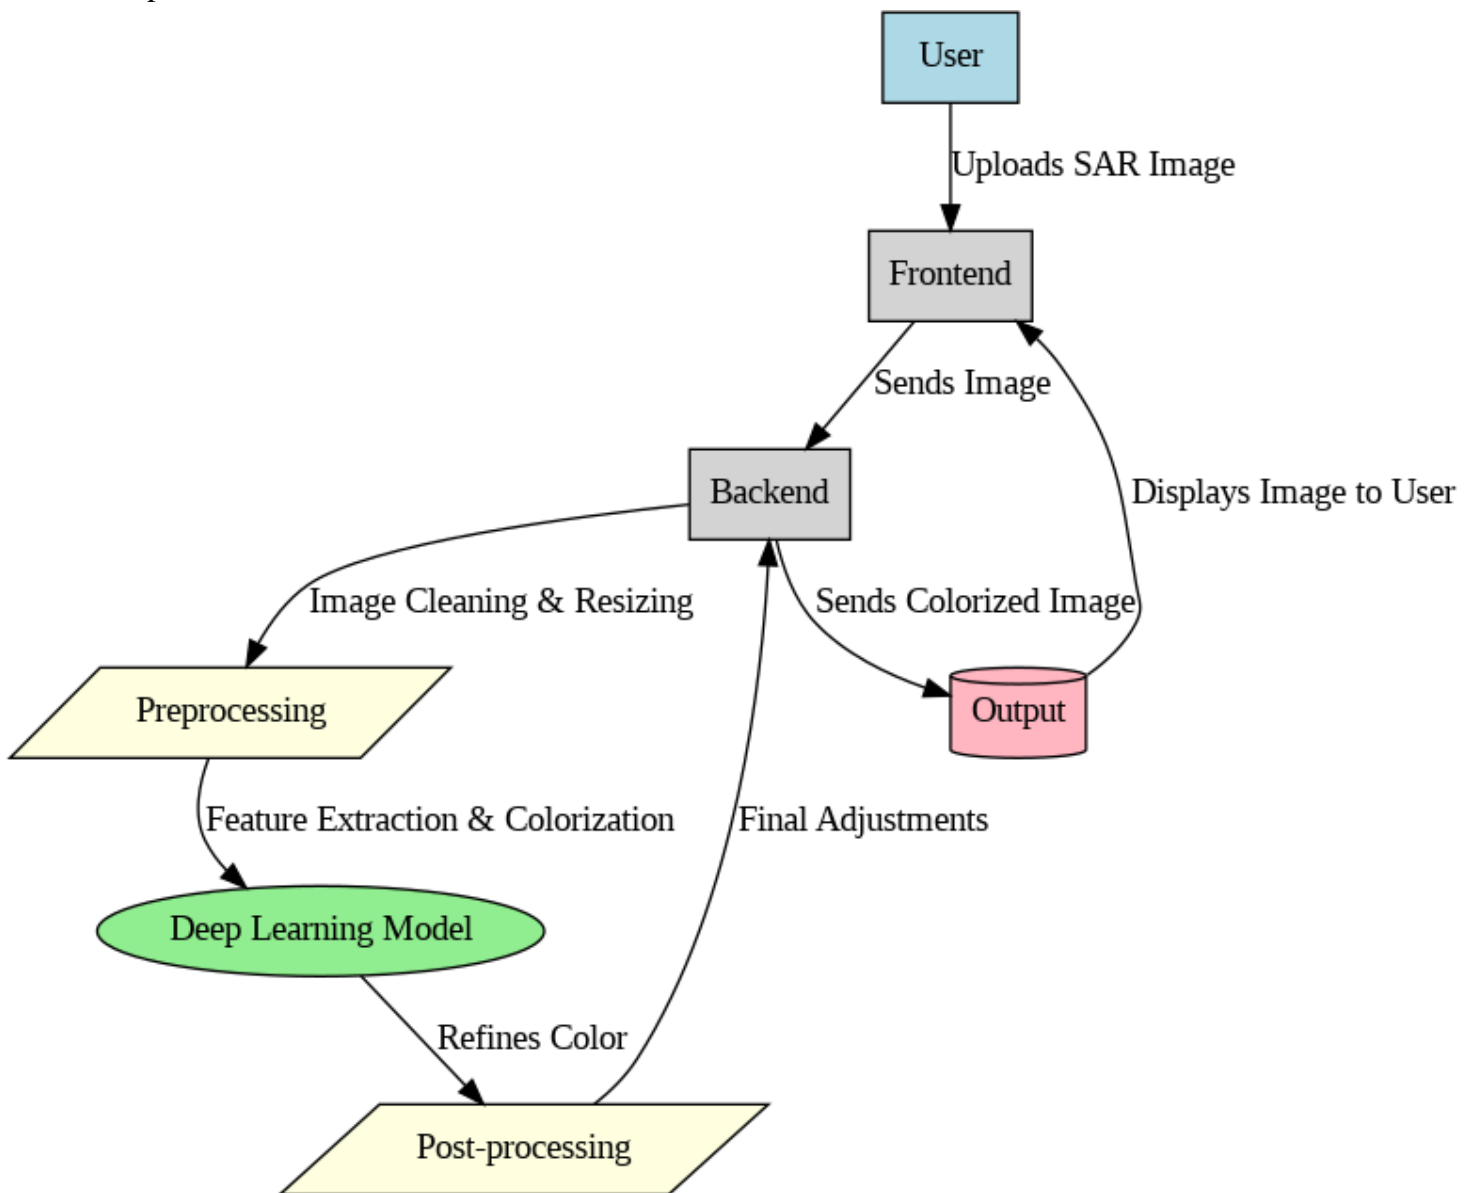 User
Uploads SAR Image
Frontend
Sends Image
Backend
Displays Image to User
Image Cleaning & Resizing
Sends Colorized Image
Preprocessing
Output
Feature Extraction & Colorization
Final Adjustments
Deep Learning Model
Refines Color
Post-processing